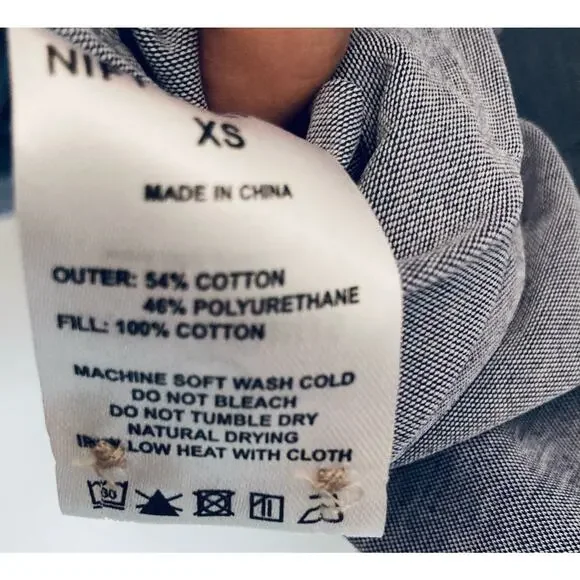 XS
MADE IN CHINA
OUTER: 54% COTTON
46% POLYURETHANE
FILL: 100% COTTON
MACHINE SOFT WASH COLD
DO NOT BLEACH
DO NOT TUMBLE DRY
NATURAL DRYING
LOW HEAT WITH CLOTH
30